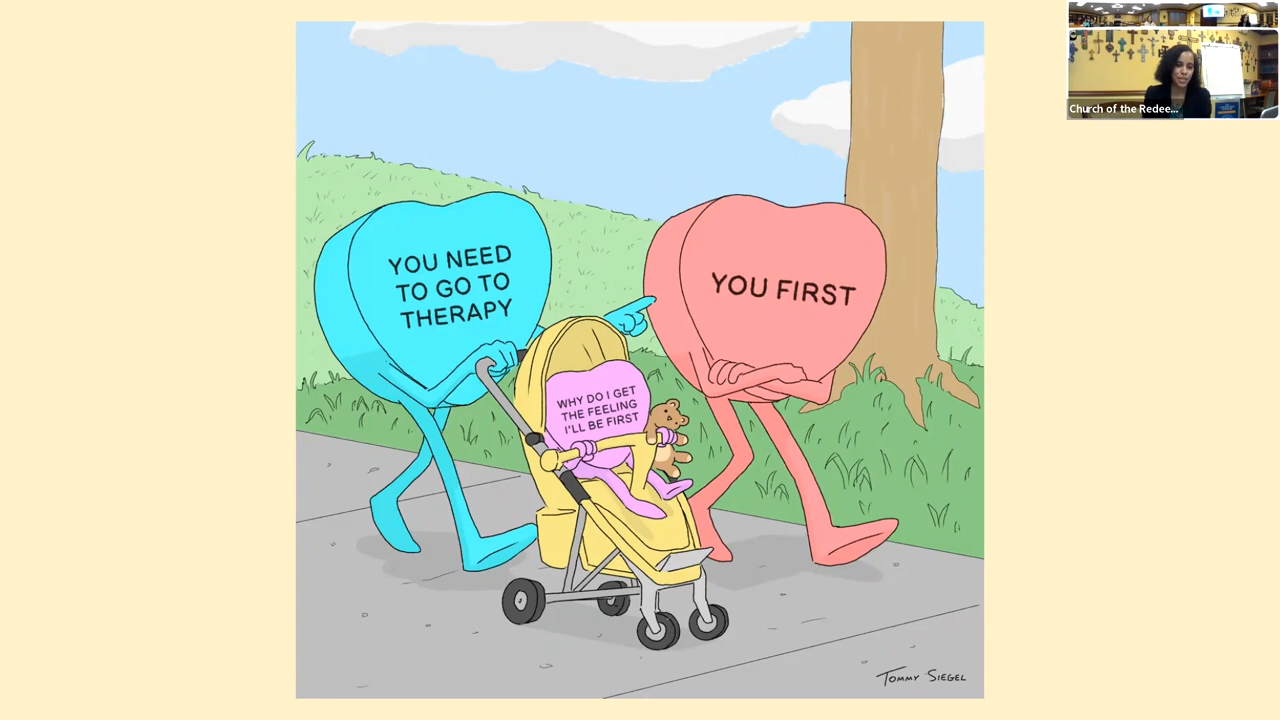 Church of the Redee...
YOU NEED
TO GO TO
THERAPY
YOU FIRST
WHY DO I GET
THE FEELING
I'LL BE FIRST
TOMMY SIEGEL